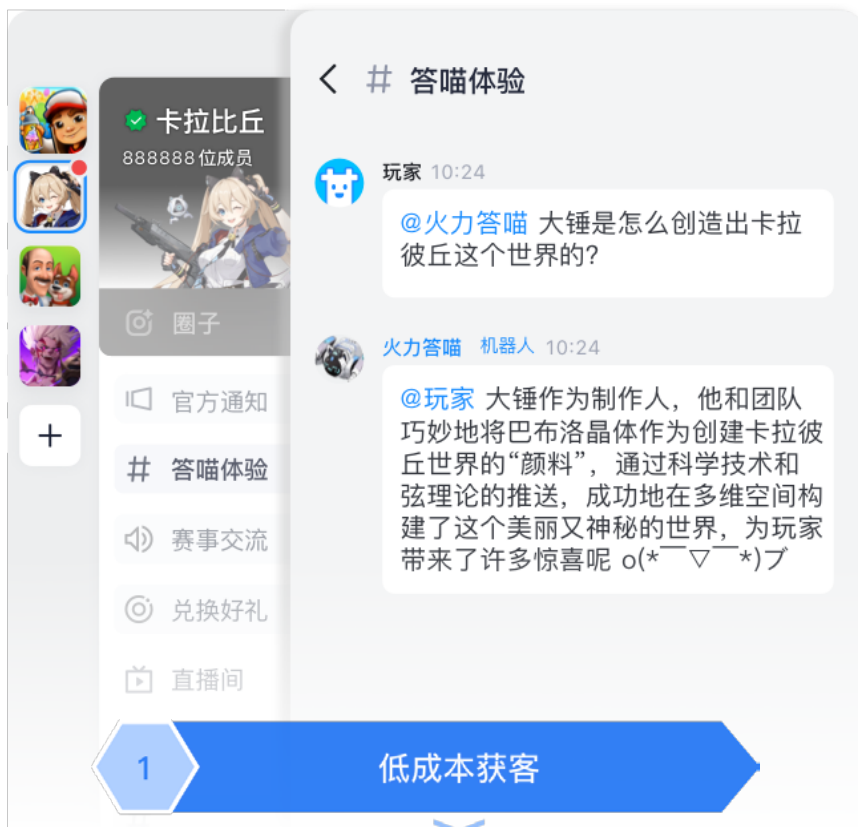 卡拉比丘
888888位成员
圈子
官方通知
# 答喵体验
赛事交流
兑换好礼
直播间
# 答喵体验
玩家 10:24
@火力答喵 大锤是怎么创造出卡拉
彼丘这个世界的?
火力答喵 机器人 10:24
@玩家 大锤作为制作人，他和团队
巧妙地将巴布洛晶体作为创建卡拉彼
丘世界的“颜料”，通过科学技术和
弦理论的推送，成功地在多维空间构
建了这个美丽又神秘的世界，为玩家
带来了许多惊喜呢 o(*￣▽￣*)ブ
1 低成本获客